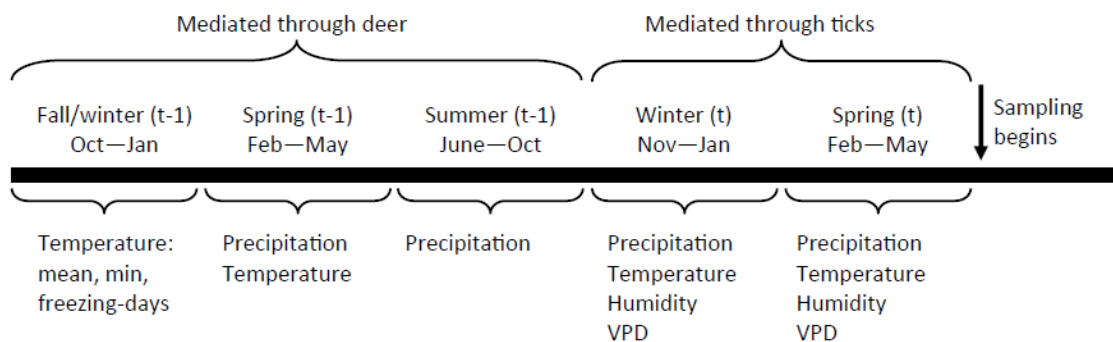 Mediated through deer
Mediated through ticks
Fall/winter (t-1)
Oct—Jan
Spring (t-1)
Feb—May
Summer (t-1)
June—Oct
Winter (t)
Nov—Jan
Spring (t)
Feb—May
Sampling
begins
Temperature:
mean, min,
freezing-days
Precipitation
Temperature
Precipitation
Precipitation
Temperature
Humidity
VPD
Precipitation
Temperature
Humidity
VPD